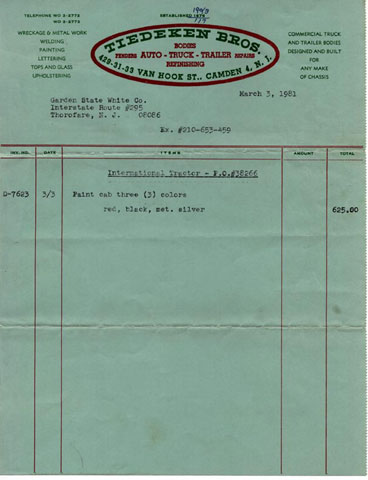 TELEPHONE WO 3-2772
WO 3-2773
WRECKAGE & METAL WORK
WELDING
PAINTING
LETTERING
TOPS AND GLASS
UPHOLSTERING
ESTABLISHED 1875
TIEDEKEN BROS.
BODIES
FENDERS AUTO - TRUCK - TRAILER REPAIRS
REFINISHING
429-31-33 VAN HOOK ST., CAMDEN 4, N. J.
COMMERCIAL TRUCK
AND TRAILER BODIES
DESIGNED AND BUILT
FOR
ANY MAKE
OF CHASSIS
March 3, 1981
Garden State White Co.
Interstate Route #295
Thorofare, N. J. 08086
Ex. #210-653-459
INV. NO. DATE ITEMS AMOUNT TOTAL
International Tractor - P.O.#38266
D-7623 3/3 Paint cab three (3) colors
red, black, met. silver 625.00